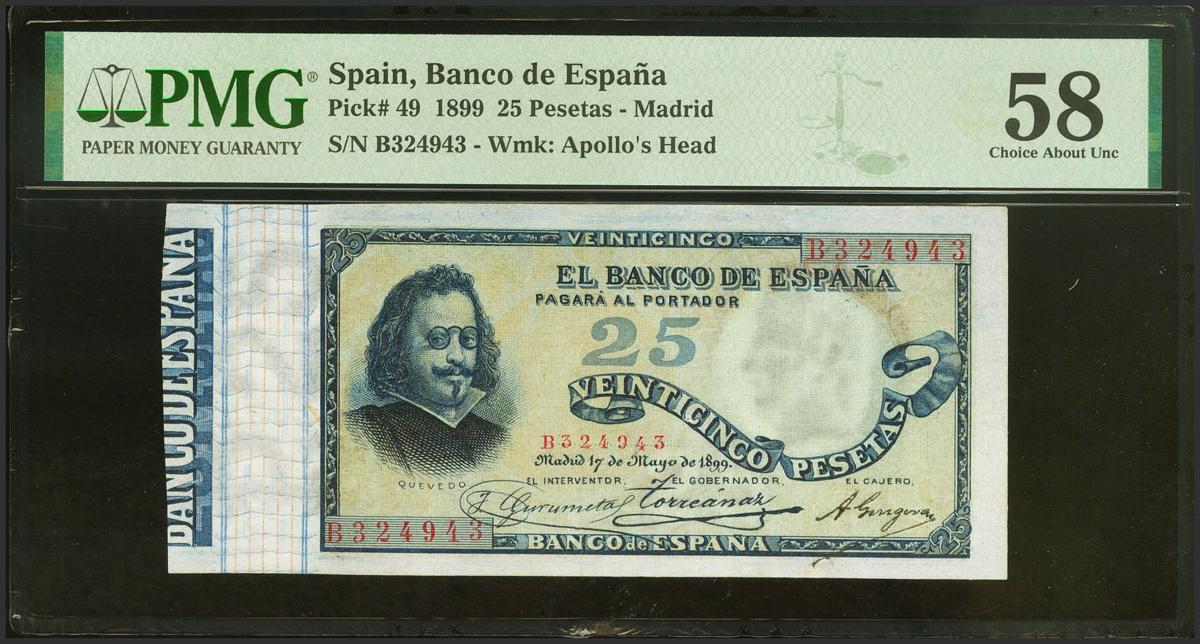 PMG®
PAPER MONEY GUARANTY
Spain, Banco de España
Pick# 49 1899 25 Pesetas - Madrid
S/N B324943 - Wmk: Apollo's Head
58
Choice About Unc
BANCO DE ESPAÑA
25
VEINTICINCO
B324943
EL BANCO DE ESPAÑA
PAGARÁ AL PORTADOR
25
VEINTICINCO PESETAS
B324943
Madrid 17 de Mayo de 1899.
QUEVEDO
EL INTERVENTOR,
EL GOBERNADOR,
EL CAJERO,
Torreánaz
B324943
BANCO DE ESPAÑA
25